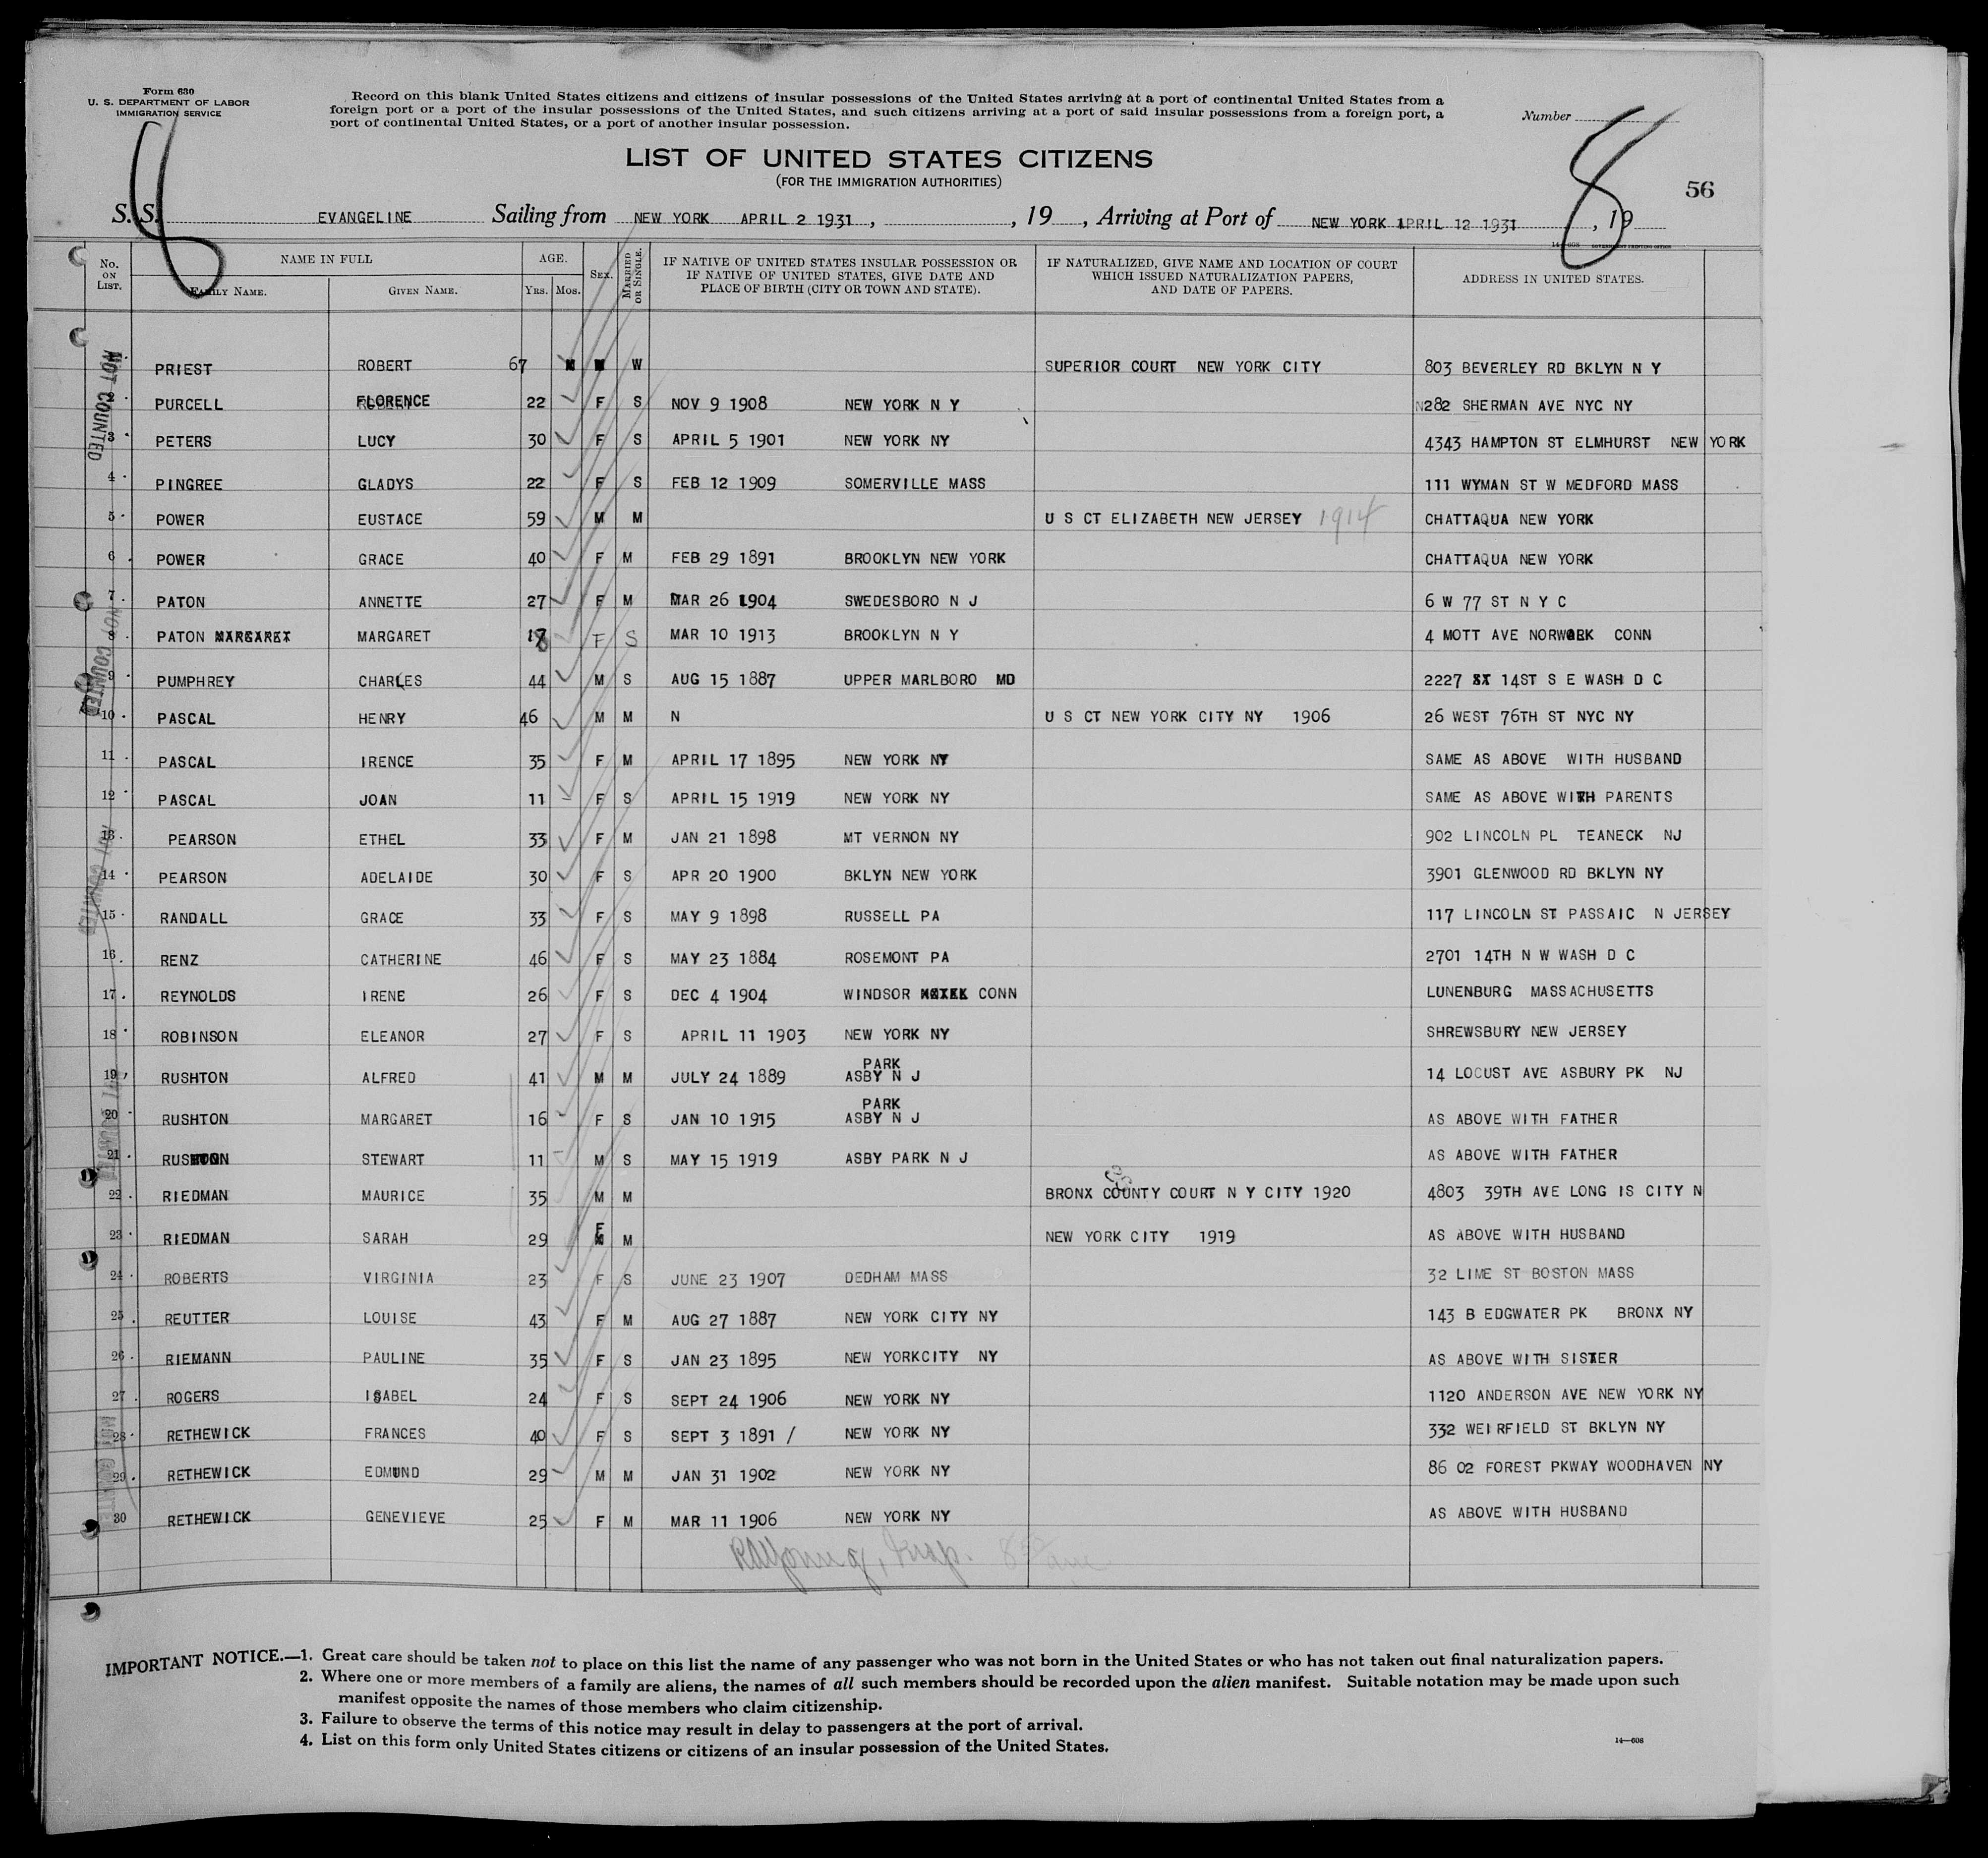 Form 630
U. S. DEPARTMENT OF LABOR
IMMIGRATION SERVICE
Record on this blank United States citizens and citizens of insular possessions of the United States arriving at a port of continental United States from a
foreign port or a port of the insular possessions of the United States, and such citizens arriving at a port of said insular possessions from a foreign port, a
port of continental United States, or a port of another insular possession.
Number
8 8
LIST OF UNITED STATES CITIZENS
(FOR THE IMMIGRATION AUTHORITIES)
56
S. S. EVANGELINE Sailing from NEW YORK APRIL 2 1931, , 19 , Arriving at Port of NEW YORK APRIL 12 1931 , 19
14-608 GOVERNMENT PRINTING OFFICE
No. ON LIST. NAME IN FULL AGE. SEX. MARRIED OR SINGLE. IF NATIVE OF UNITED STATES INSULAR POSSESSION OR IF NATIVE OF UNITED STATES, GIVE DATE AND PLACE OF BIRTH (CITY OR TOWN AND STATE). IF NATURALIZED, GIVE NAME AND LOCATION OF COURT WHICH ISSUED NATURALIZATION PAPERS, AND DATE OF PAPERS. ADDRESS IN UNITED STATES.
FAMILY NAME. GIVEN NAME. YRS. MOS.
NOT COUNTED
PRIEST ROBERT 67 M W SUPERIOR COURT NEW YORK CITY 803 BEVERLEY RD BKLYN N Y
2 PURCELL FLORENCE 22 F S NOV 9 1908 NEW YORK N Y 282 SHERMAN AVE NYC NY
3 PETERS LUCY 30 F S APRIL 5 1901 NEW YORK NY 4343 HAMPTON ST ELMHURST NEW YORK
4 PINGREE GLADYS 22 F S FEB 12 1909 SOMERVILLE MASS 111 WYMAN ST W MEDFORD MASS
5 POWER EUSTACE 59 M M U S CT ELIZABETH NEW JERSEY 1914 CHATTAQUA NEW YORK
6 POWER GRACE 40 F M FEB 29 1891 BROOKLYN NEW YORK CHATTAQUA NEW YORK
7 PATON ANNETTE 27 F M MAR 26 1904 SWEDESBORO N J 6 W 77 ST N Y C
NOT COUNTED
8 PATON MARGARET MARGARET 18 F S MAR 10 1913 BROOKLYN N Y 4 MOTT AVE NORWALK CONN
9 PUMPHREY CHARLES 44 M S AUG 15 1887 UPPER MARLBORO MD 2227 ST 14ST S E WASH D C
10 PASCAL HENRY 46 M M N U S CT NEW YORK CITY NY 1906 26 WEST 76TH ST NYC NY
11 PASCAL IRENCE 35 F M APRIL 17 1895 NEW YORK NY SAME AS ABOVE WITH HUSBAND
12 PASCAL JOAN 11 F S APRIL 15 1919 NEW YORK NY SAME AS ABOVE WITH PARENTS
13 PEARSON ETHEL 33 F M JAN 21 1898 MT VERNON NY 902 LINCOLN PL TEANECK NJ
NOT COUNTED
14 PEARSON ADELAIDE 30 F S APR 20 1900 BKLYN NEW YORK 3901 GLENWOOD RD BKLYN NY
15 RANDALL GRACE 33 F S MAY 9 1898 RUSSELL PA 117 LINCOLN ST PASSAIC N JERSEY
16 RENZ CATHERINE 46 F S MAY 23 1884 ROSEMONT PA 2701 14TH N W WASH D C
17 REYNOLDS IRENE 26 F S DEC 4 1904 WINDSOR CONN LUNENBURG MASSACHUSETTS
18 ROBINSON ELEANOR 27 F S APRIL 11 1903 NEW YORK NY SHREWSBURY NEW JERSEY
19 RUSHTON ALFRED 41 M M JULY 24 1889 ASBY PARK N J 14 LOCUST AVE ASBURY PK NJ
20 RUSHTON MARGARET 16 F S JAN 10 1915 ASBY PARK N J AS ABOVE WITH FATHER
NOT COUNTED
21 RUSHTON STEWART 11 M S MAY 15 1919 ASBY PARK N J AS ABOVE WITH FATHER
22 RIEDMAN MAURICE 35 M M BRONX COUNTY COURT N Y CITY 1920 4803 39TH AVE LONG IS CITY N
23 RIEDMAN SARAH 29 F M NEW YORK CITY 1919 AS ABOVE WITH HUSBAND
24 ROBERTS VIRGINIA 23 F S JUNE 23 1907 DEDHAM MASS 32 LIME ST BOSTON MASS
25 REUTTER LOUISE 43 F M AUG 27 1887 NEW YORK CITY NY 143 B EDGWATER PK BRONX NY
26 RIEMANN PAULINE 35 F S JAN 23 1895 NEW YORKCITY NY AS ABOVE WITH SISTER
27 ROGERS ISABEL 24 F S SEPT 24 1906 NEW YORK NY 1120 ANDERSON AVE NEW YORK NY
28 RETHEWICK FRANCES 40 F S SEPT 3 1891 / NEW YORK NY 332 WEIRFIELD ST BKLYN NY
NOT COUNTED
29 RETHEWICK EDMUND 29 M M JAN 31 1902 NEW YORK NY 86 02 FOREST PKWAY WOODHAVEN NY
30 RETHEWICK GENEVIEVE 25 F M MAR 11 1906 NEW YORK NY AS ABOVE WITH HUSBAND
RA Young, Insp.
IMPORTANT NOTICE.—1. Great care should be taken not to place on this list the name of any passenger who was not born in the United States or who has not taken out final naturalization papers.
2. Where one or more members of a family are aliens, the names of all such members should be recorded upon the alien manifest. Suitable notation may be made upon such
manifest opposite the names of those members who claim citizenship.
3. Failure to observe the terms of this notice may result in delay to passengers at the port of arrival.
4. List on this form only United States citizens or citizens of an insular possession of the United States.
14—608